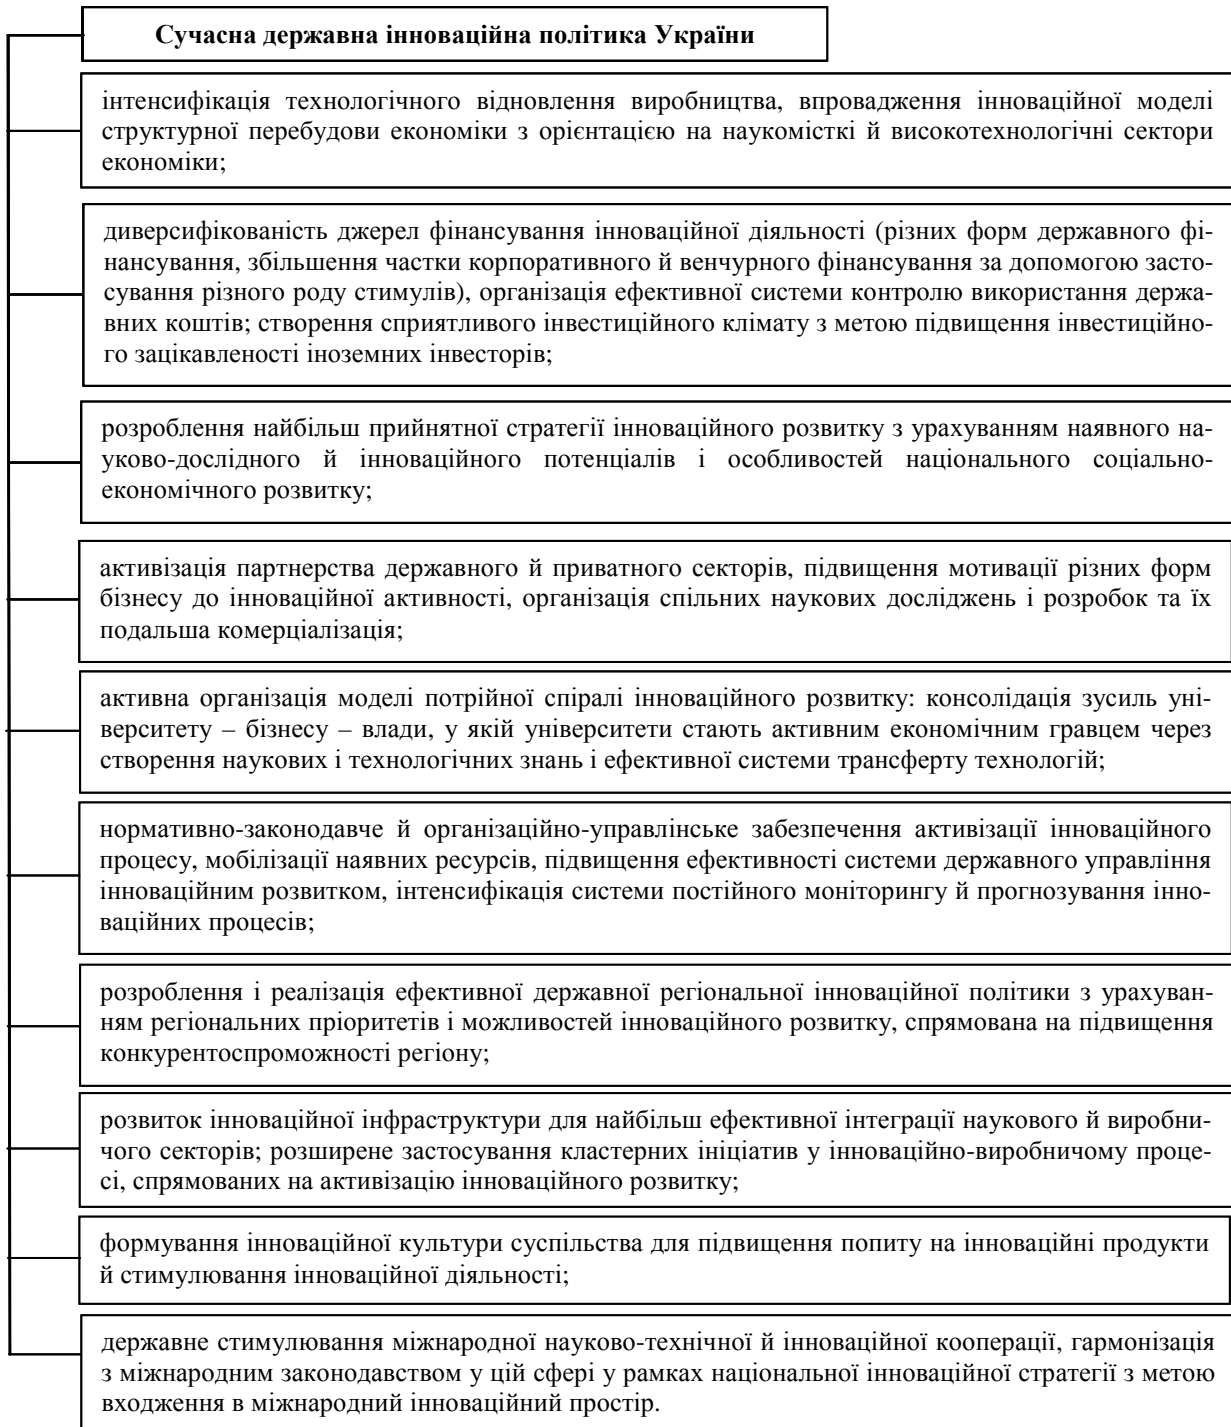 Сучасна державна інноваційна політика України
інтенсифікація технологічного відновлення виробництва, впровадження інноваційної моделі
структурної перебудови економіки з орієнтацією на наукомісткі й високотехнологічні сектори
економіки;
диверсифікованість джерел фінансування інноваційної діяльності (різних форм державного фі-
нансування, збільшення частки корпоративного й венчурного фінансування за допомогою засто-
сування різного роду стимулів), організація ефективної системи контролю використання держа-
вних коштів; створення сприятливого інвестиційного клімату з метою підвищення інвестиційно-
го зацікавленості іноземних інвесторів;
розроблення найбільш прийнятної стратегії інноваційного розвитку з урахуванням наявного на-
уково-дослідного й інноваційного потенціалів і особливостей національного соціально-
економічного розвитку;
активізація партнерства державного й приватного секторів, підвищення мотивації різних форм
бізнесу до інноваційної активності, організація спільних наукових досліджень і розробок та їх
подальша комерціалізація;
активна організація моделі потрійної спіралі інноваційного розвитку: консолідація зусиль уні-
верситету – бізнесу – влади, у якій університети стають активним економічним гравцем через
створення наукових і технологічних знань і ефективної системи трансферту технологій;
нормативно-законодавче й організаційно-управлінське забезпечення активізації інноваційного
процесу, мобілізації наявних ресурсів, підвищення ефективності системи державного управління
інноваційним розвитком, інтенсифікація системи постійного моніторингу й прогнозування інно-
ваційних процесів;
розроблення і реалізація ефективної державної регіональної інноваційної політики з урахуван-
ням регіональних пріоритетів і можливостей інноваційного розвитку, спрямована на підвищення
конкурентоспроможності регіону;
розвиток інноваційної інфраструктури для найбільш ефективної інтеграції наукового й виробни-
чого секторів; розширене застосування кластерних ініціатив у інноваційно-виробничому проце-
сі, спрямованих на активізацію інноваційного розвитку;
формування інноваційної культури суспільства для підвищення попиту на інноваційні продукти
й стимулювання інноваційної діяльності;
державне стимулювання міжнародної науково-технічної й інноваційної кооперації, гармонізація
з міжнародним законодавством у цій сфері у рамках національної інноваційної стратегії з метою
входження в міжнародний інноваційний простір.